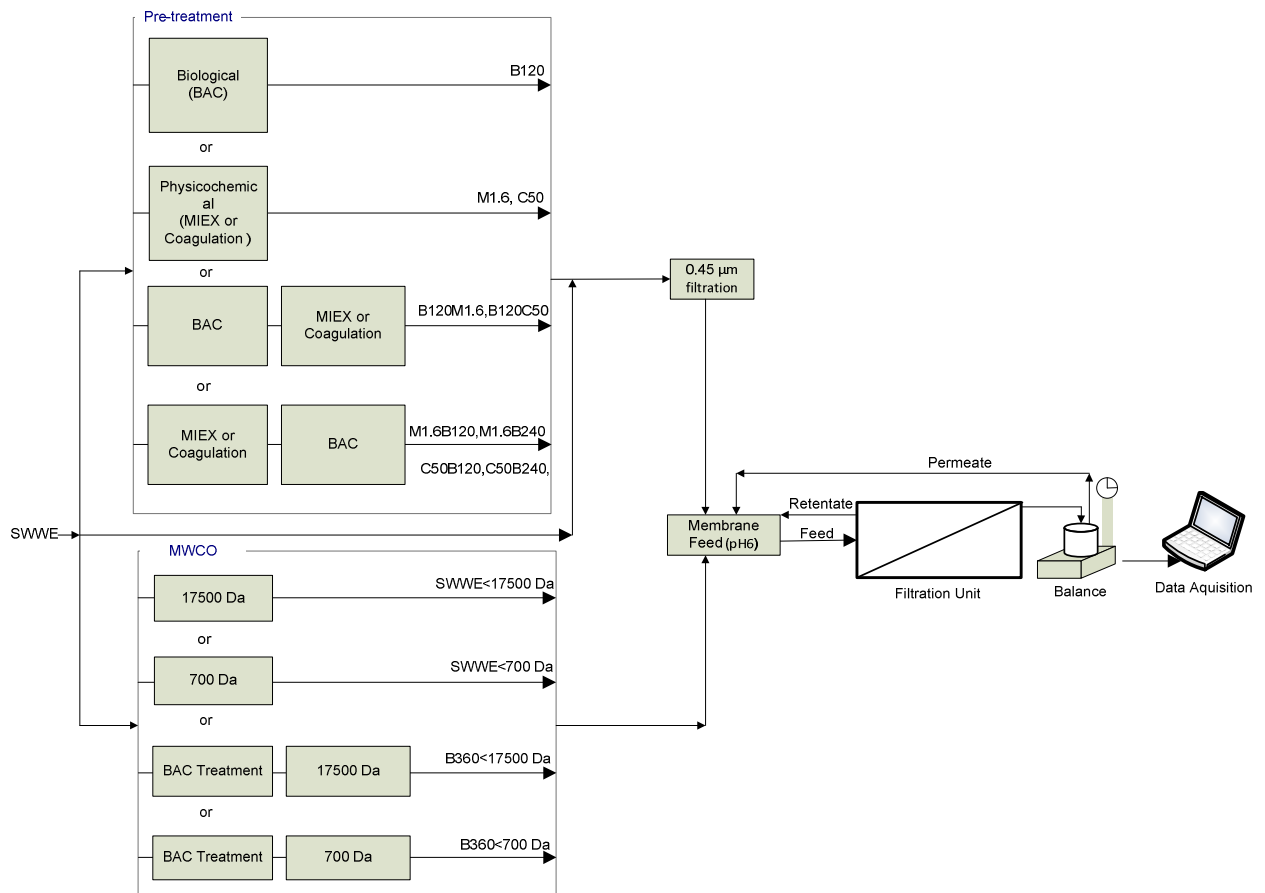 Pre-treatment
Biological
(BAC)
B120
or
Physicochemic
al
(MIEX or
Coagulation )
M1.6, C50
or
BAC
MIEX or
Coagulation
B120M1.6,B120C50
or
MIEX or
Coagulation
BAC
M1.6B120,M1.6B240
C50B120,C50B240,
0.45 µm
filtration
SWWE
Membrane
Feed (pH6)
Permeate
Retentate
Feed
Filtration Unit
Balance
Data Aquisition
MWCO
17500 Da
SWWE<17500 Da
or
700 Da
SWWE<700 Da
or
BAC Treatment
17500 Da
B360<17500 Da
or
BAC Treatment
700 Da
B360<700 Da